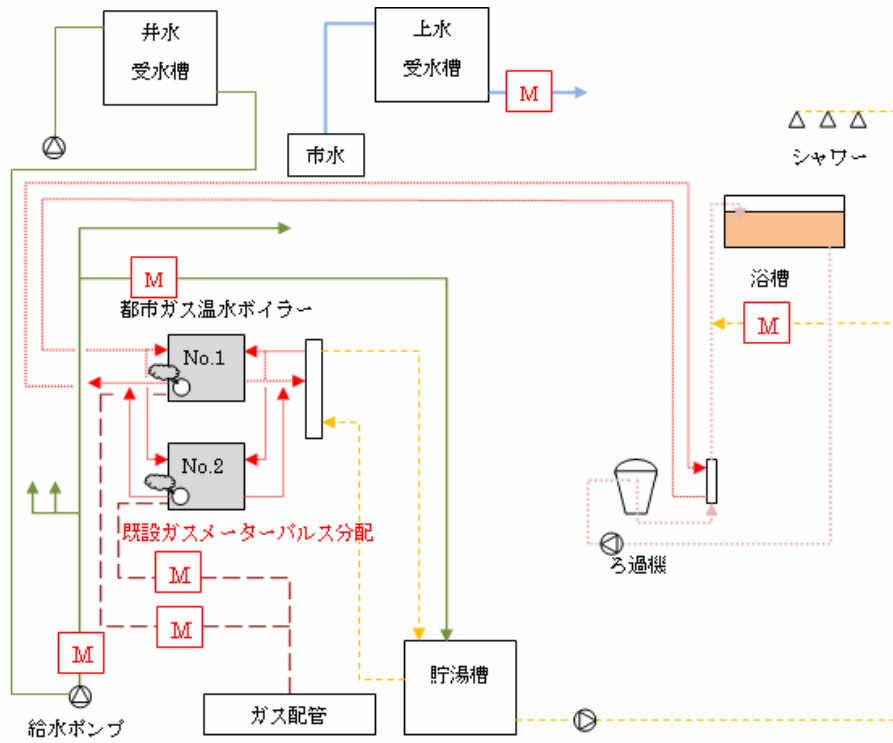 井水
受水槽
上水
受水槽
M
市水
シャワー
浴槽
M
M
都市ガス温水ボイラー
No.1
No.2
既設ガスメーターパルス分配
ろ過機
M
M
M
貯湯槽
ガス配管
給水ポンプ